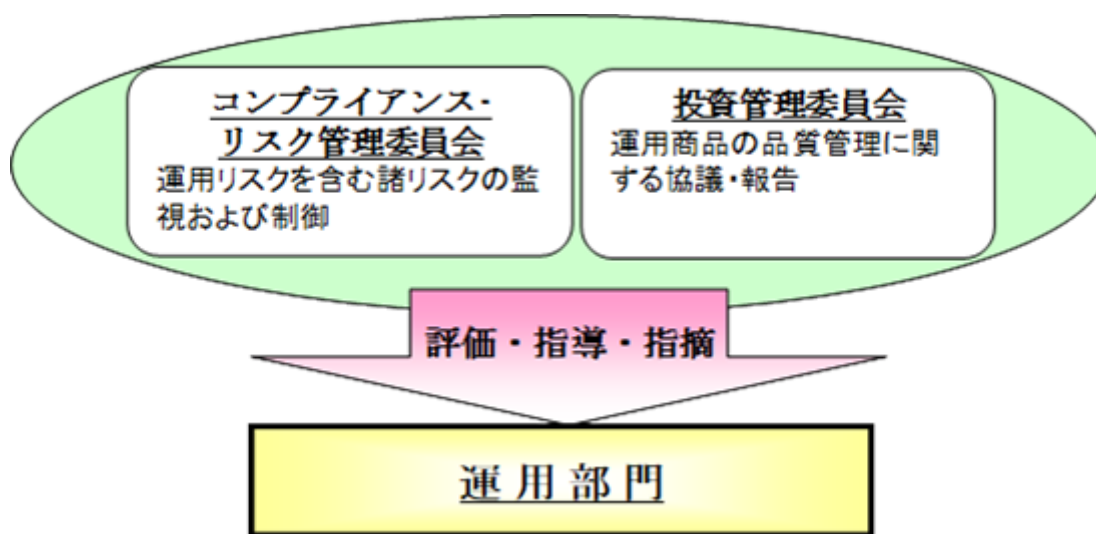 コンプライアンス・
リスク管理委員会
運用リスクを含む諸リスクの監
視および制御
投資管理委員会
運用商品の品質管理に関
する協議・報告
評価・指導・指摘
運用部門